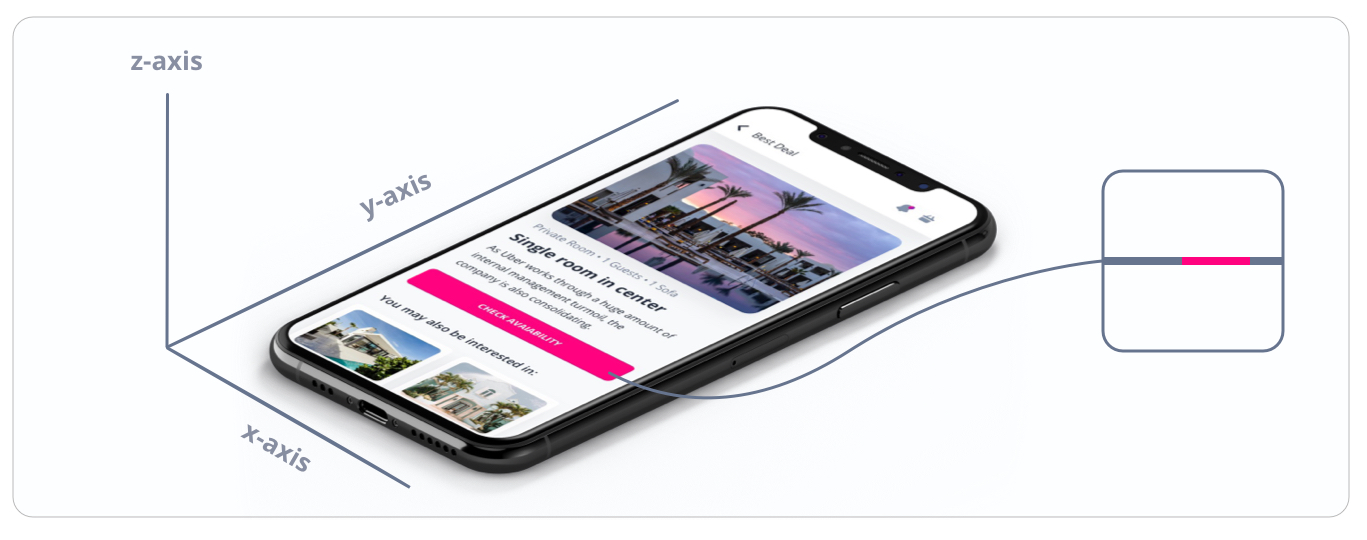 z-axis
y-axis
x-axis
Best Deal
Private Room • 1 Guests • 1 Sofa
Single room in center
As Uber works through a huge amount of
internal management turmoil, the
company is also consolidating.
CHECK AVAIABILITY
You may also be interested in: